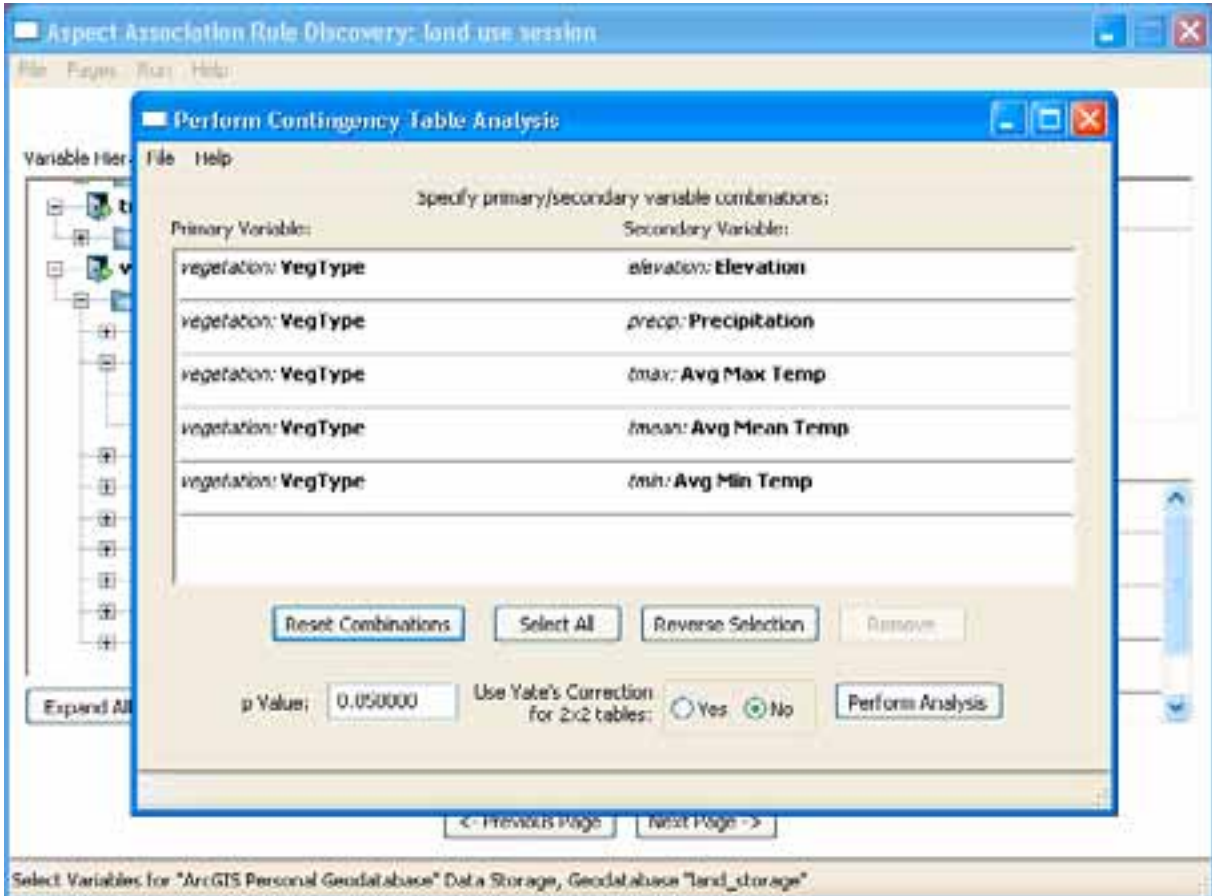 Aspect Association Rule Discovery: land use session
File Pages Run Help
Perform Contingency Table Analysis
Variable Hier
File Help
Specify primary/secondary variable combinations:
Primary Variable: Secondary Variable:
vegetation: VegType elevation: Elevation
vegetation: VegType precip: Precipitation
vegetation: VegType tmax: Avg Max Temp
vegetation: VegType tmean: Avg Mean Temp
vegetation: VegType tmin: Avg Min Temp
Reset Combinations Select All Reverse Selection Remove
Expand All
p Value: 0.050000 Use Yate's Correction
for 2x2 tables: Yes No Perform Analysis
<- Previous Page Next Page ->
Select Variables for "ArcGIS Personal Geodatabase" Data Storage, Geodatabase "land_storage"